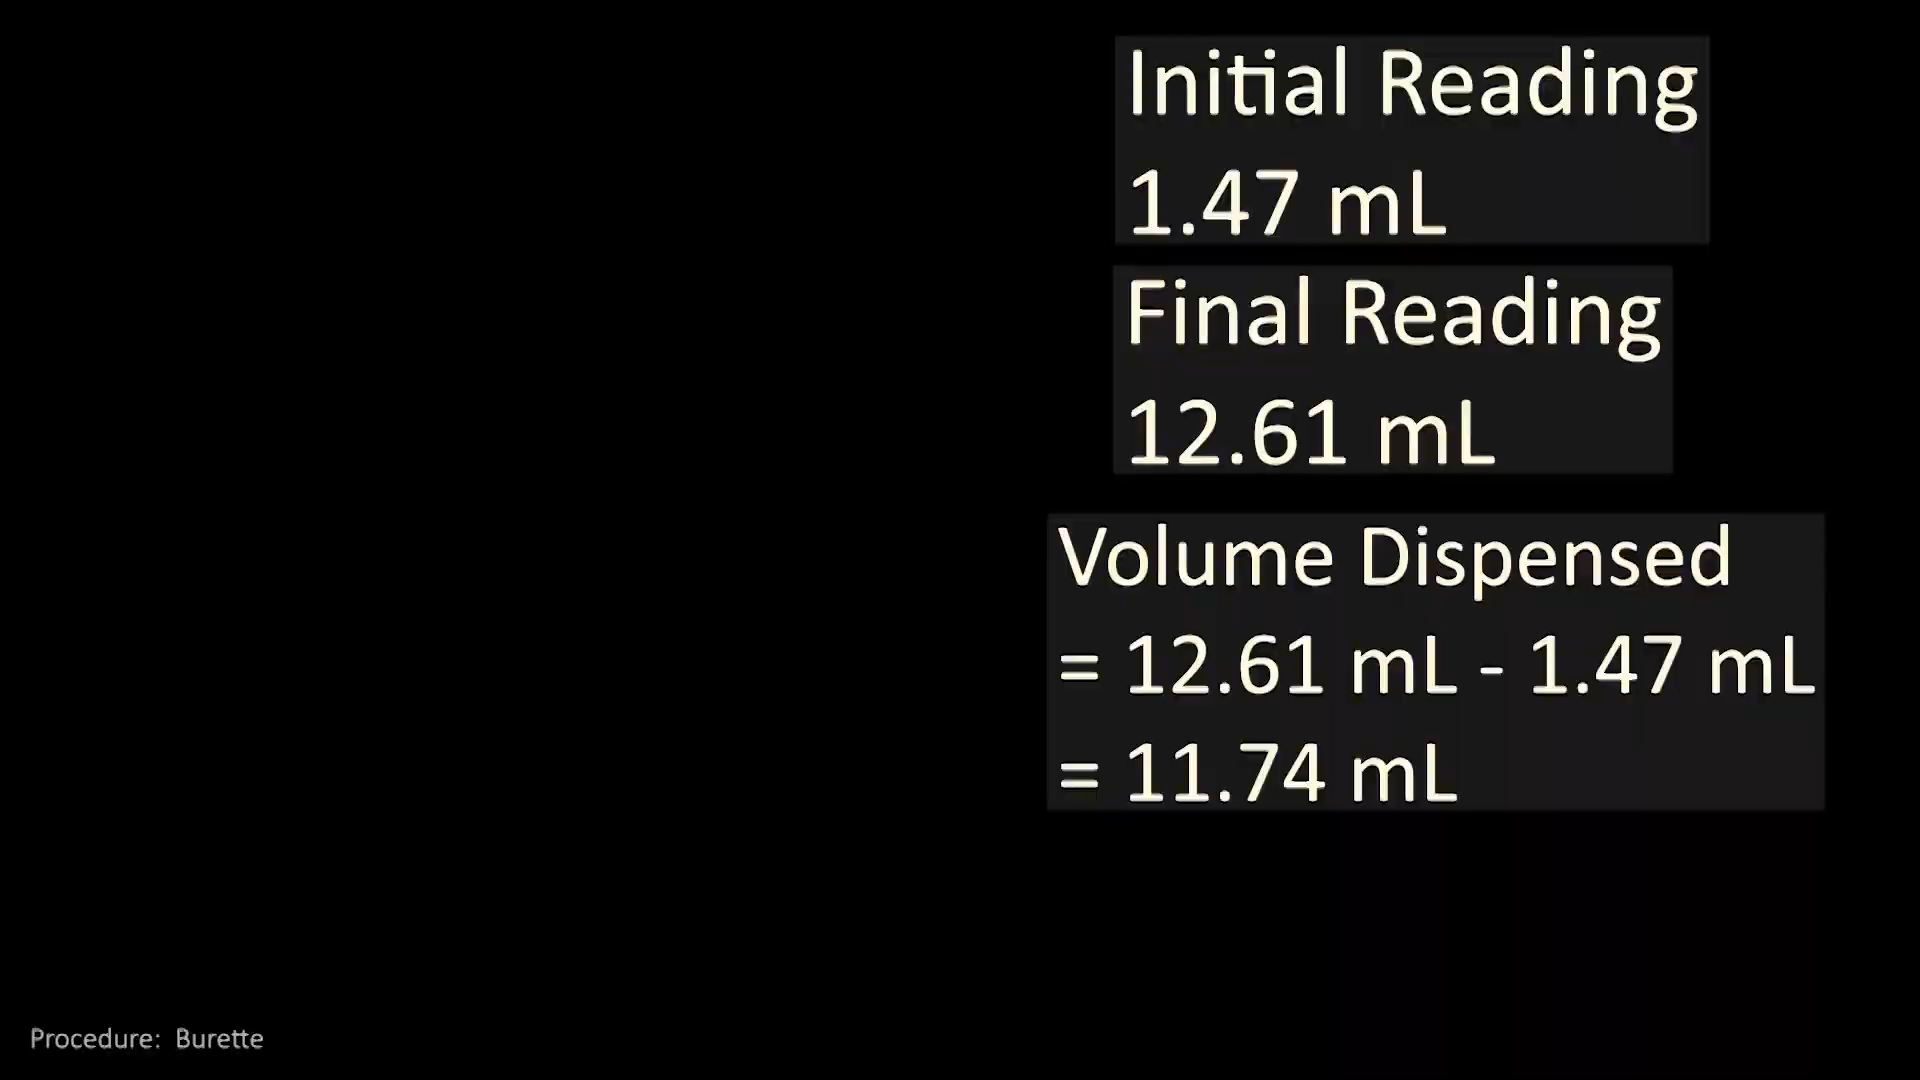 Initial Reading
1.47 mL
Final Reading
12.61 mL
Volume Dispensed
= 12.61 mL - 1.47 mL
= 11.74 mL
Procedure: Burette